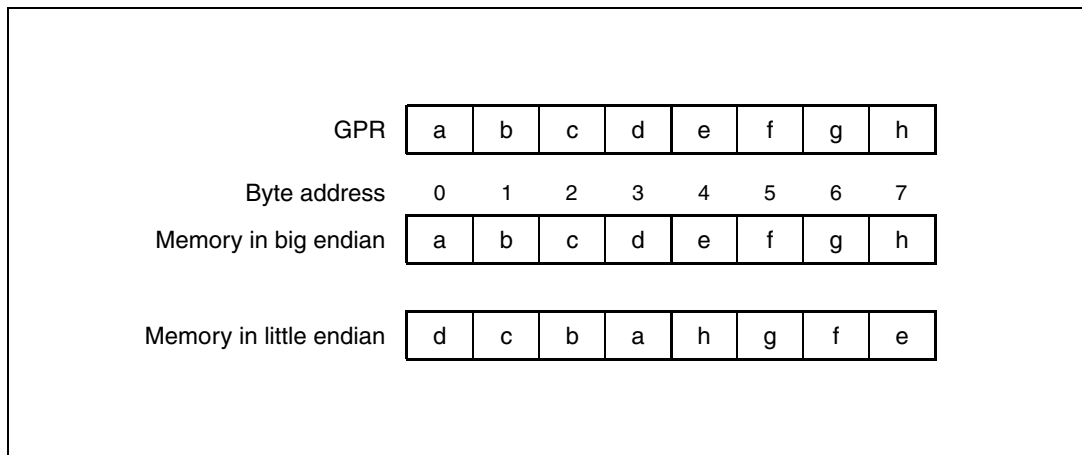 GPR a b c d e f g h
Byte address 0 1 2 3 4 5 6 7
Memory in big endian a b c d e f g h
Memory in little endian d c b a h g f e